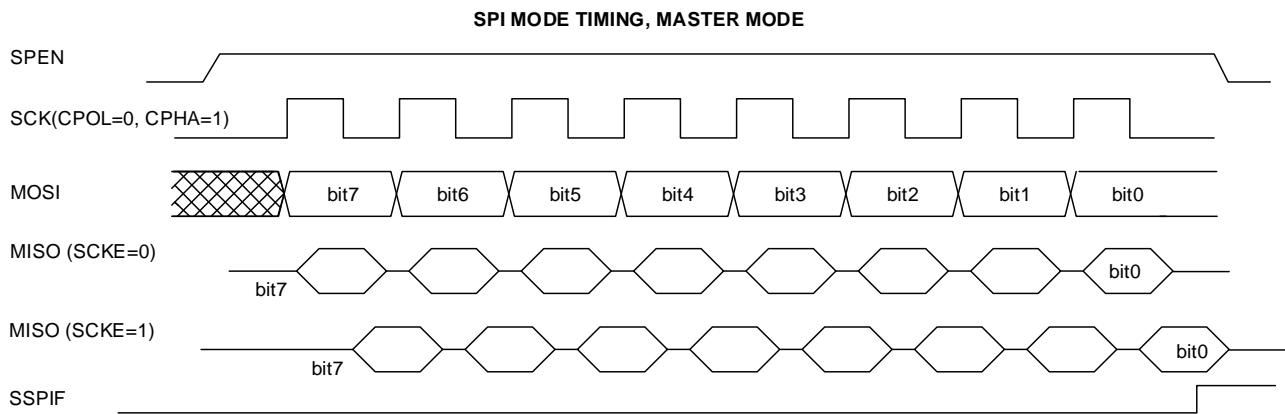 SPI MODE TIMING, MASTER MODE
SPEN
SCK(CPOL=0, CPHA=1)
MOSI
bit7 bit6 bit5 bit4 bit3 bit2 bit1 bit0
MISO (SCKE=0)
bit7 bit0
MISO (SCKE=1)
bit7 bit0
SSPIF